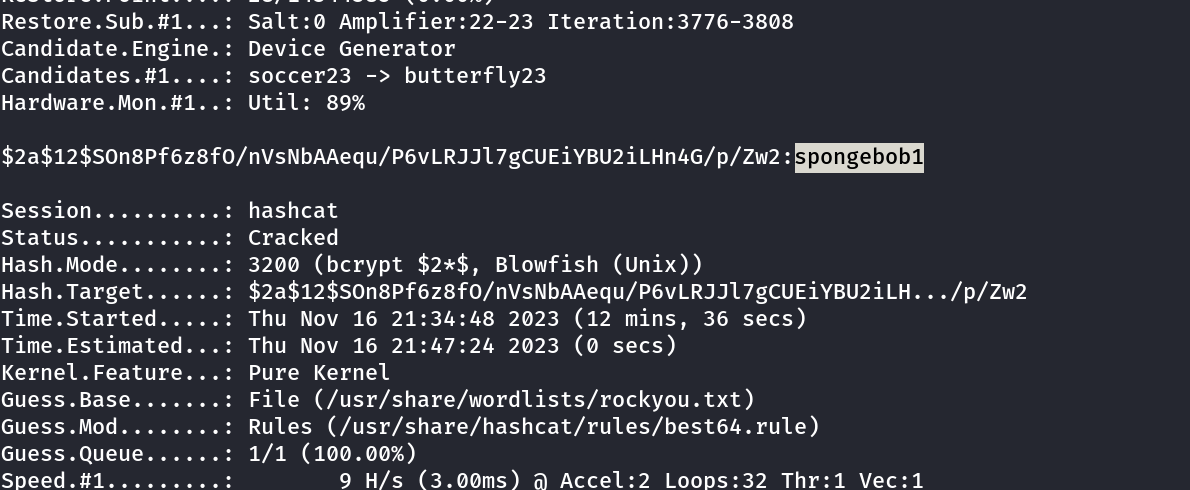 Restore.Sub.#1...: Salt:0 Amplifier:22-23 Iteration:3776-3808
Candidate.Engine.: Device Generator
Candidates.#1....: soccer23 -> butterfly23
Hardware.Mon.#1..: Util: 89%
$2a$12$SOn8Pf6z8fO/nVsNbAAequ/P6vLRJJl7gCUEiYBU2iLHn4G/p/Zw2:spongebob1
Session..........: hashcat
Status...........: Cracked
Hash.Mode........: 3200 (bcrypt $2*$, Blowfish (Unix))
Hash.Target......: $2a$12$SOn8Pf6z8fO/nVsNbAAequ/P6vLRJJl7gCUEiYBU2iLH.../p/Zw2
Time.Started.....: Thu Nov 16 21:34:48 2023 (12 mins, 36 secs)
Time.Estimated...: Thu Nov 16 21:47:24 2023 (0 secs)
Kernel.Feature...: Pure Kernel
Guess.Base.......: File (/usr/share/wordlists/rockyou.txt)
Guess.Mod........: Rules (/usr/share/hashcat/rules/best64.rule)
Guess.Queue......: 1/1 (100.00%)
Speed.#1.........:        9 H/s (3.00ms) @ Accel:2 Loops:32 Thr:1 Vec:1